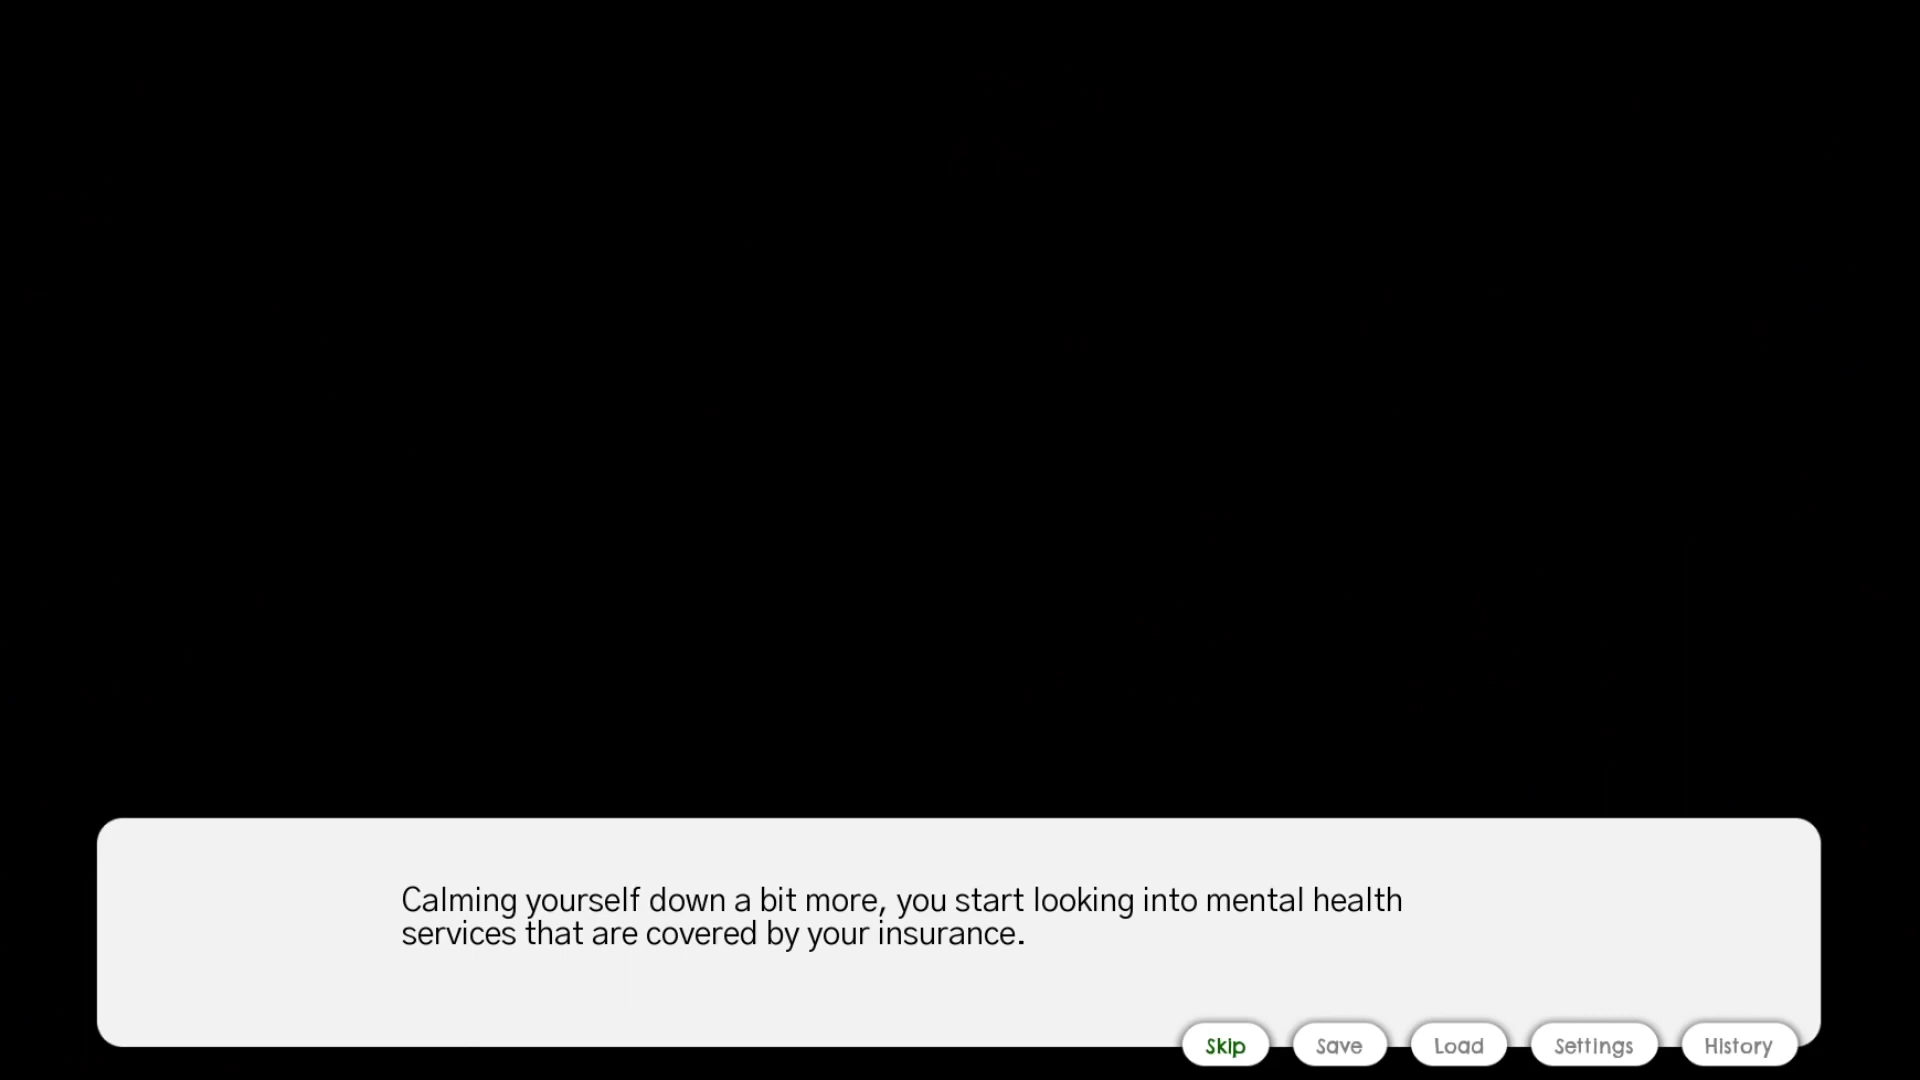 Calming yourself down a bit more, you start looking into mental health
services that are covered by your insurance.
Skip Save Load Settings History